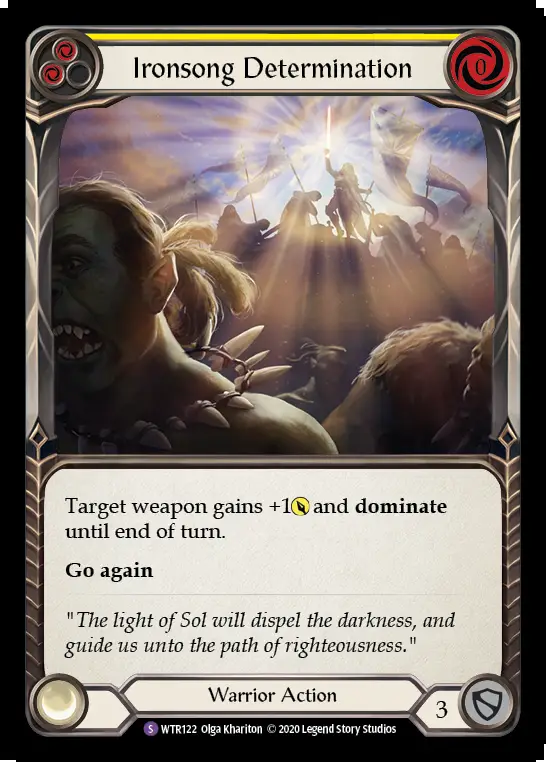 Ironsong Determination
0
Target weapon gains +1 and dominate
until end of turn.
Go again
"The light of Sol will dispel the darkness, and
guide us unto the path of righteousness."
Warrior Action
3
S WTR122 Olga Khariton © 2020 Legend Story Studios